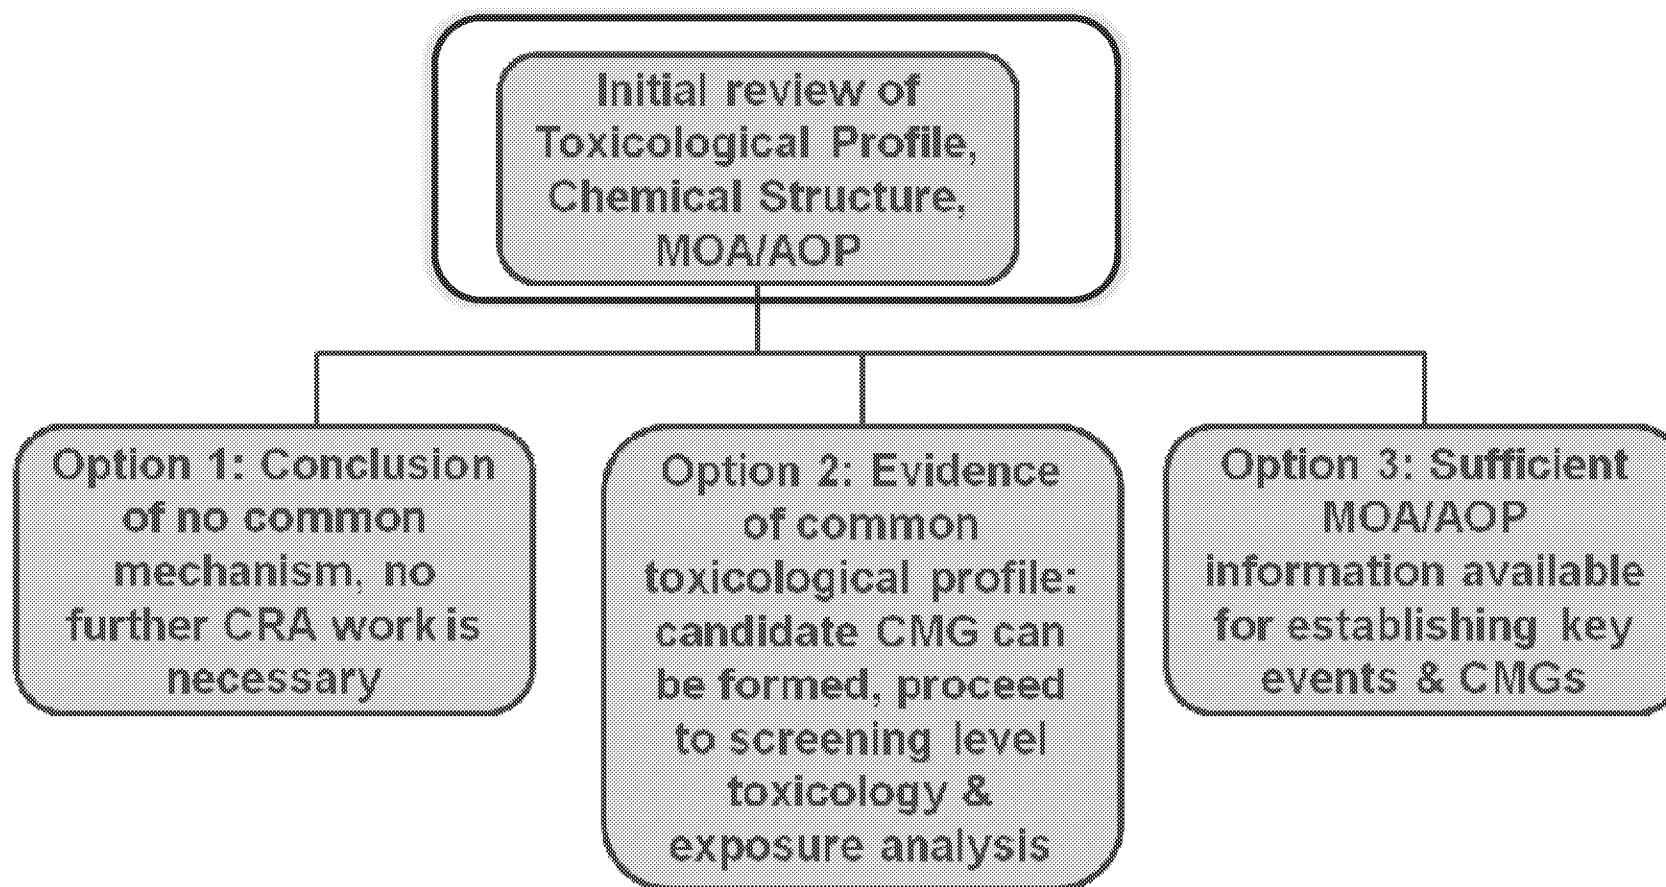 Initial review of
Toxicological Profile,
Chemical Structure,
MOA/AOP
Option 1: Conclusion
of no common
mechanism, no
further CRA work is
necessary
Option 2: Evidence
of common
toxicological profile:
candidate CMG can
be formed, proceed
to screening level
toxicology &
exposure analysis
Option 3: Sufficient
MOA/AOP
information available
for establishing key
events & CMGs